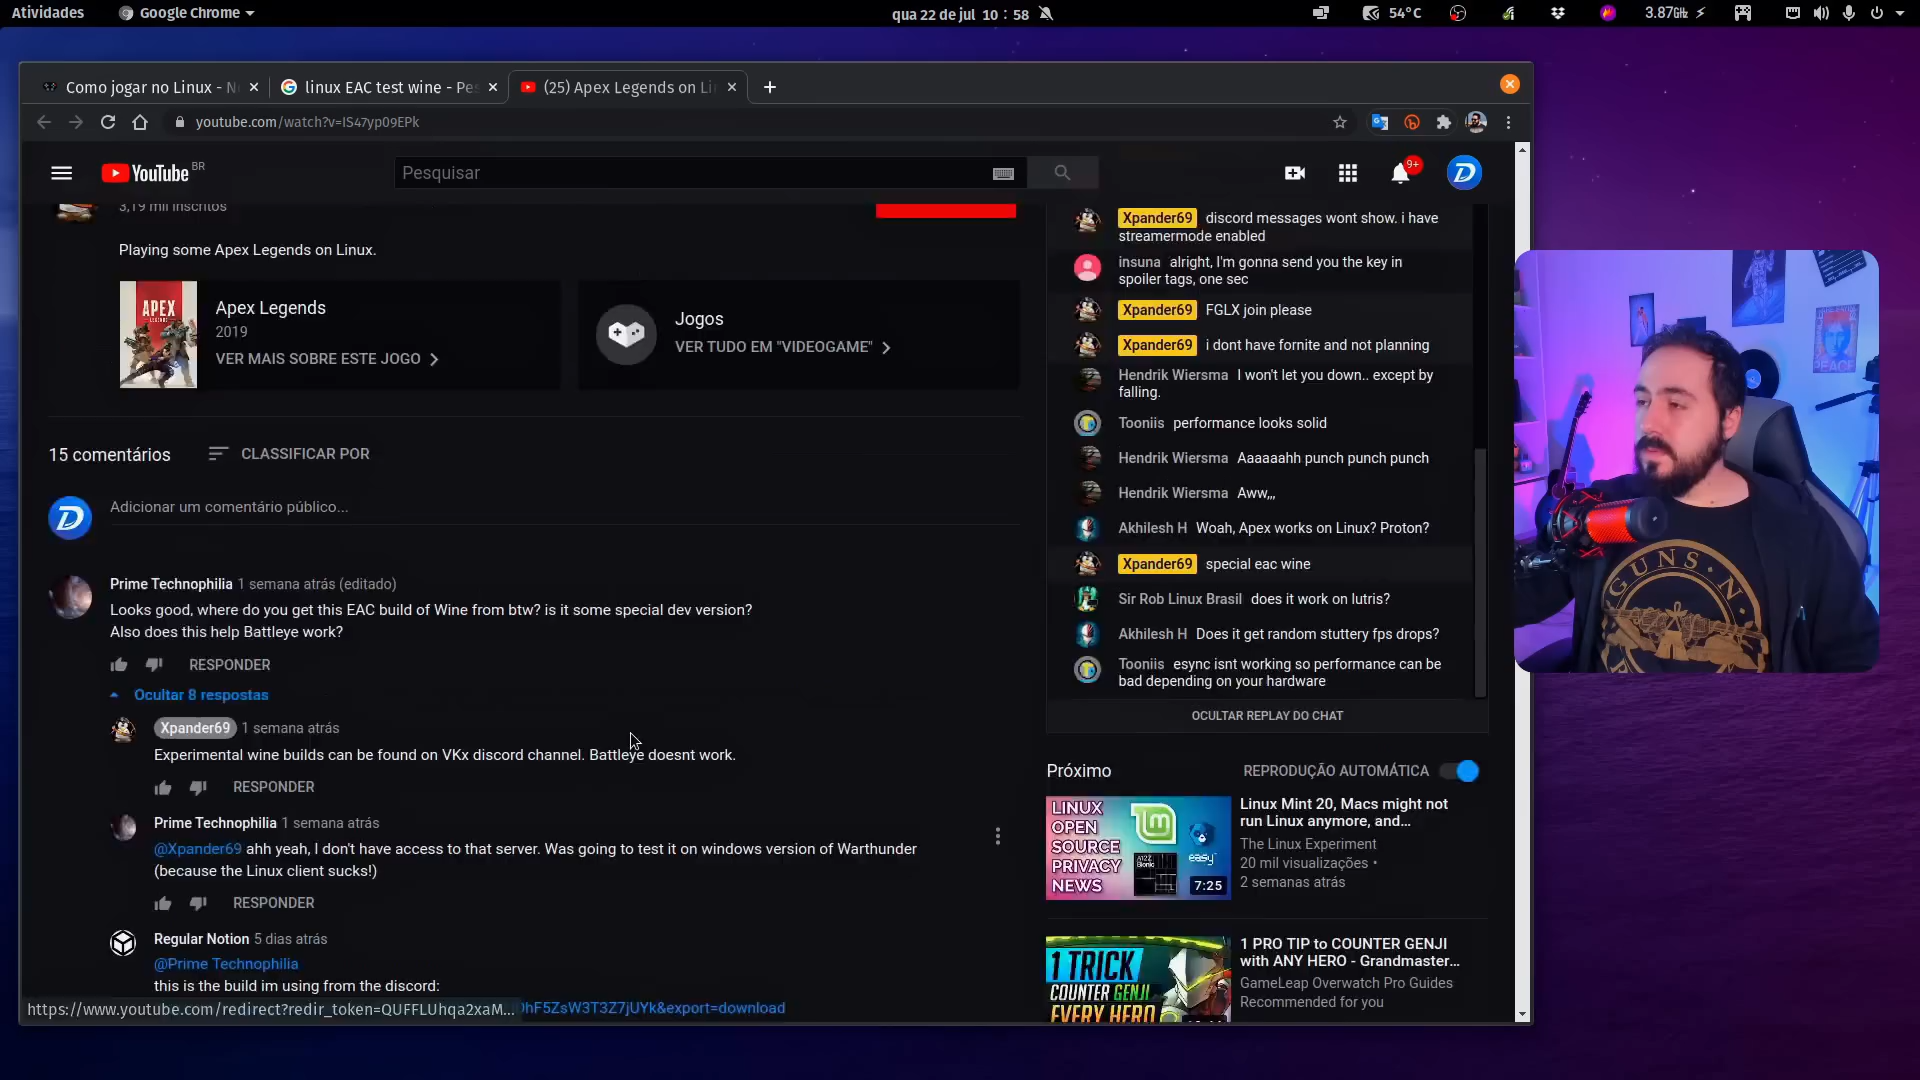 Atividades
Google Chrome
qua 22 de jul 10 : 58
54°C
3.87GHz
Como jogar no Linux - N
linux EAC test wine - Pes
(25) Apex Legends on Li
youtube.com/watch?v=IS47yp09EPk
YouTube
BR
Pesquisar
9+
3,19 mil inscritos
Playing some Apex Legends on Linux.
APEX
Apex Legends
2019
VER MAIS SOBRE ESTE JOGO
Jogos
VER TUDO EM "VIDEOGAME"
15 comentários
CLASSIFICAR POR
Adicionar um comentário público...
Prime Technophilia 1 semana atrás (editado)
Looks good, where do you get this EAC build of Wine from btw? is it some special dev version?
Also does this help Battleye work?
RESPONDER
Ocultar 8 respostas
Xpander69 1 semana atrás
Experimental wine builds can be found on VKx discord channel. Battleye doesnt work.
RESPONDER
Prime Technophilia 1 semana atrás
@Xpander69 ahh yeah, I don't have access to that server. Was going to test it on windows version of Warthunder
(because the Linux client sucks!)
RESPONDER
Regular Notion 5 dias atrás
@Prime Technophilia
this is the build im using from the discord:
hF5ZsW3T3Z7jUYk&export=download
https://www.youtube.com/redirect?redir_token=QUFFLUhqa2xaM...
Xpander69 discord messages wont show. i have
streamermode enabled
insuna alright, I'm gonna send you the key in
spoiler tags, one sec
Xpander69 FGLX join please
Xpander69 i dont have fornite and not planning
Hendrik Wiersma I won't let you down.. except by
falling.
Tooniis performance looks solid
Hendrik Wiersma Aaaaaahh punch punch punch
Hendrik Wiersma Aww,,,
Akhilesh H Woah, Apex works on Linux? Proton?
Xpander69 special eac wine
Sir Rob Linux Brasil does it work on lutris?
Akhilesh H Does it get random stuttery fps drops?
Tooniis esync isnt working so performance can be
bad depending on your hardware
OCULTAR REPLAY DO CHAT
Próximo
REPRODUÇÃO AUTOMÁTICA
LINUX
OPEN
SOURCE
PRIVACY
NEWS
easy
7:25
Linux Mint 20, Macs might not
run Linux anymore, and...
The Linux Experiment
20 mil visualizações •
2 semanas atrás
1 TRICK
COUNTER GENJI
EVERY HERO
1 PRO TIP to COUNTER GENJI
with ANY HERO - Grandmaster...
GameLeap Overwatch Pro Guides
Recommended for you
PEACE
GUNS N